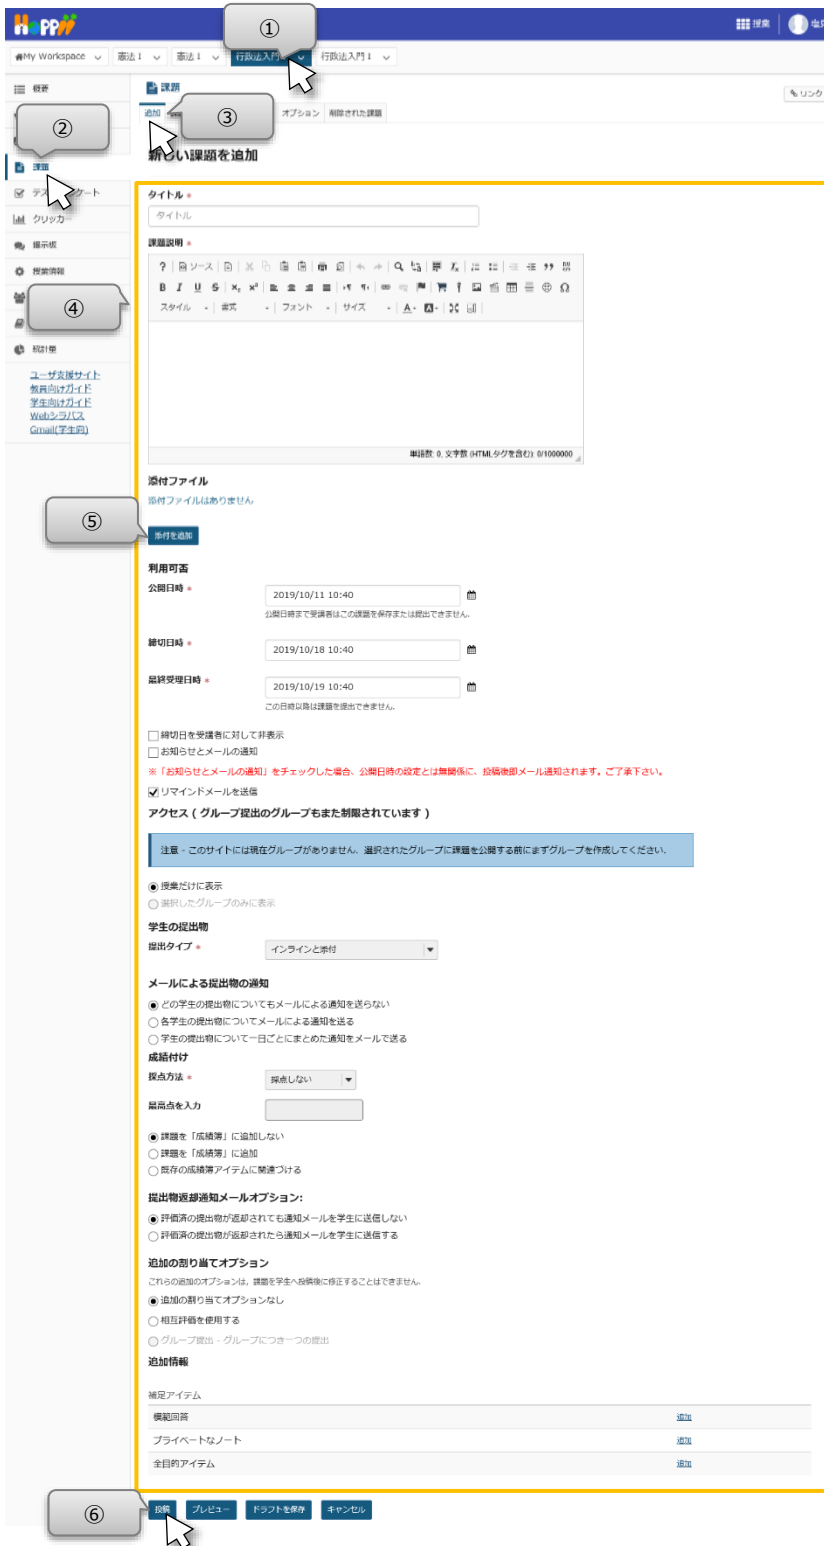 Hoppii
①
授業
My Workspace
憲法1
憲法1
行政法入門
行政法入門1
概要
課題
リンク
追加
③
オプション
削除された課題
②
新しい課題を追加
課題
テス
ケート
クリッカー
掲示板
授業情報
④
統計量
ユーザ支援サイト
教員向けガイド
学生向けガイド
Webシラバス
Gmail(学生向)
タイトル *
タイトル
課題説明 *
ソース
スタイル
書式
フォント
サイズ
単語数: 0, 文字数 (HTMLタグを含む): 0/1000000
添付ファイル
添付ファイルはありません
⑤
添付を追加
利用可否
公開日時 *
2019/10/11 10:40
公開日時まで受講者はこの課題を保存または提出できません。
締切日時 *
2019/10/18 10:40
最終受理日時 *
2019/10/19 10:40
この日時以降は課題を提出できません。
締切日を受講者に対して非表示
お知らせとメールの通知
※「お知らせとメールの通知」をチェックした場合、公開日時の設定とは無関係に、投稿後即メール通知されます。ご了承下さい。
リマインドメールを送信
アクセス ( グループ提出のグループもまた制限されています )
注意 - このサイトには現在グループがありません。選択されたグループに課題を公開する前にまずグループを作成してください.
授業だけに表示
選択したグループのみに表示
学生の提出物
提出タイプ *
インラインと添付
メールによる提出物の通知
どの学生の提出物についてもメールによる通知を送らない
各学生の提出物についてメールによる通知を送る
学生の提出物について一日ごとにまとめた通知をメールで送る
成績付け
採点方法 *
採点しない
最高点を入力
課題を「成績簿」に追加しない
課題を「成績簿」に追加
既存の成績簿アイテムに関連づける
提出物返却通知メールオプション:
評価済の提出物が返却されても通知メールを学生に送信しない
評価済の提出物が返却されたら通知メールを学生に送信する
追加の割り当てオプション
これらの追加のオプションは、課題を学生へ投稿後に修正することはできません。
追加の割り当てオプションなし
相互評価を使用する
グループ提出 - グループにつき一つの提出
追加情報
補足アイテム
模範回答
追加
プライベートなノート
追加
全目的アイテム
追加
⑥
投稿
プレビュー
ドラフトを保存
キャンセル